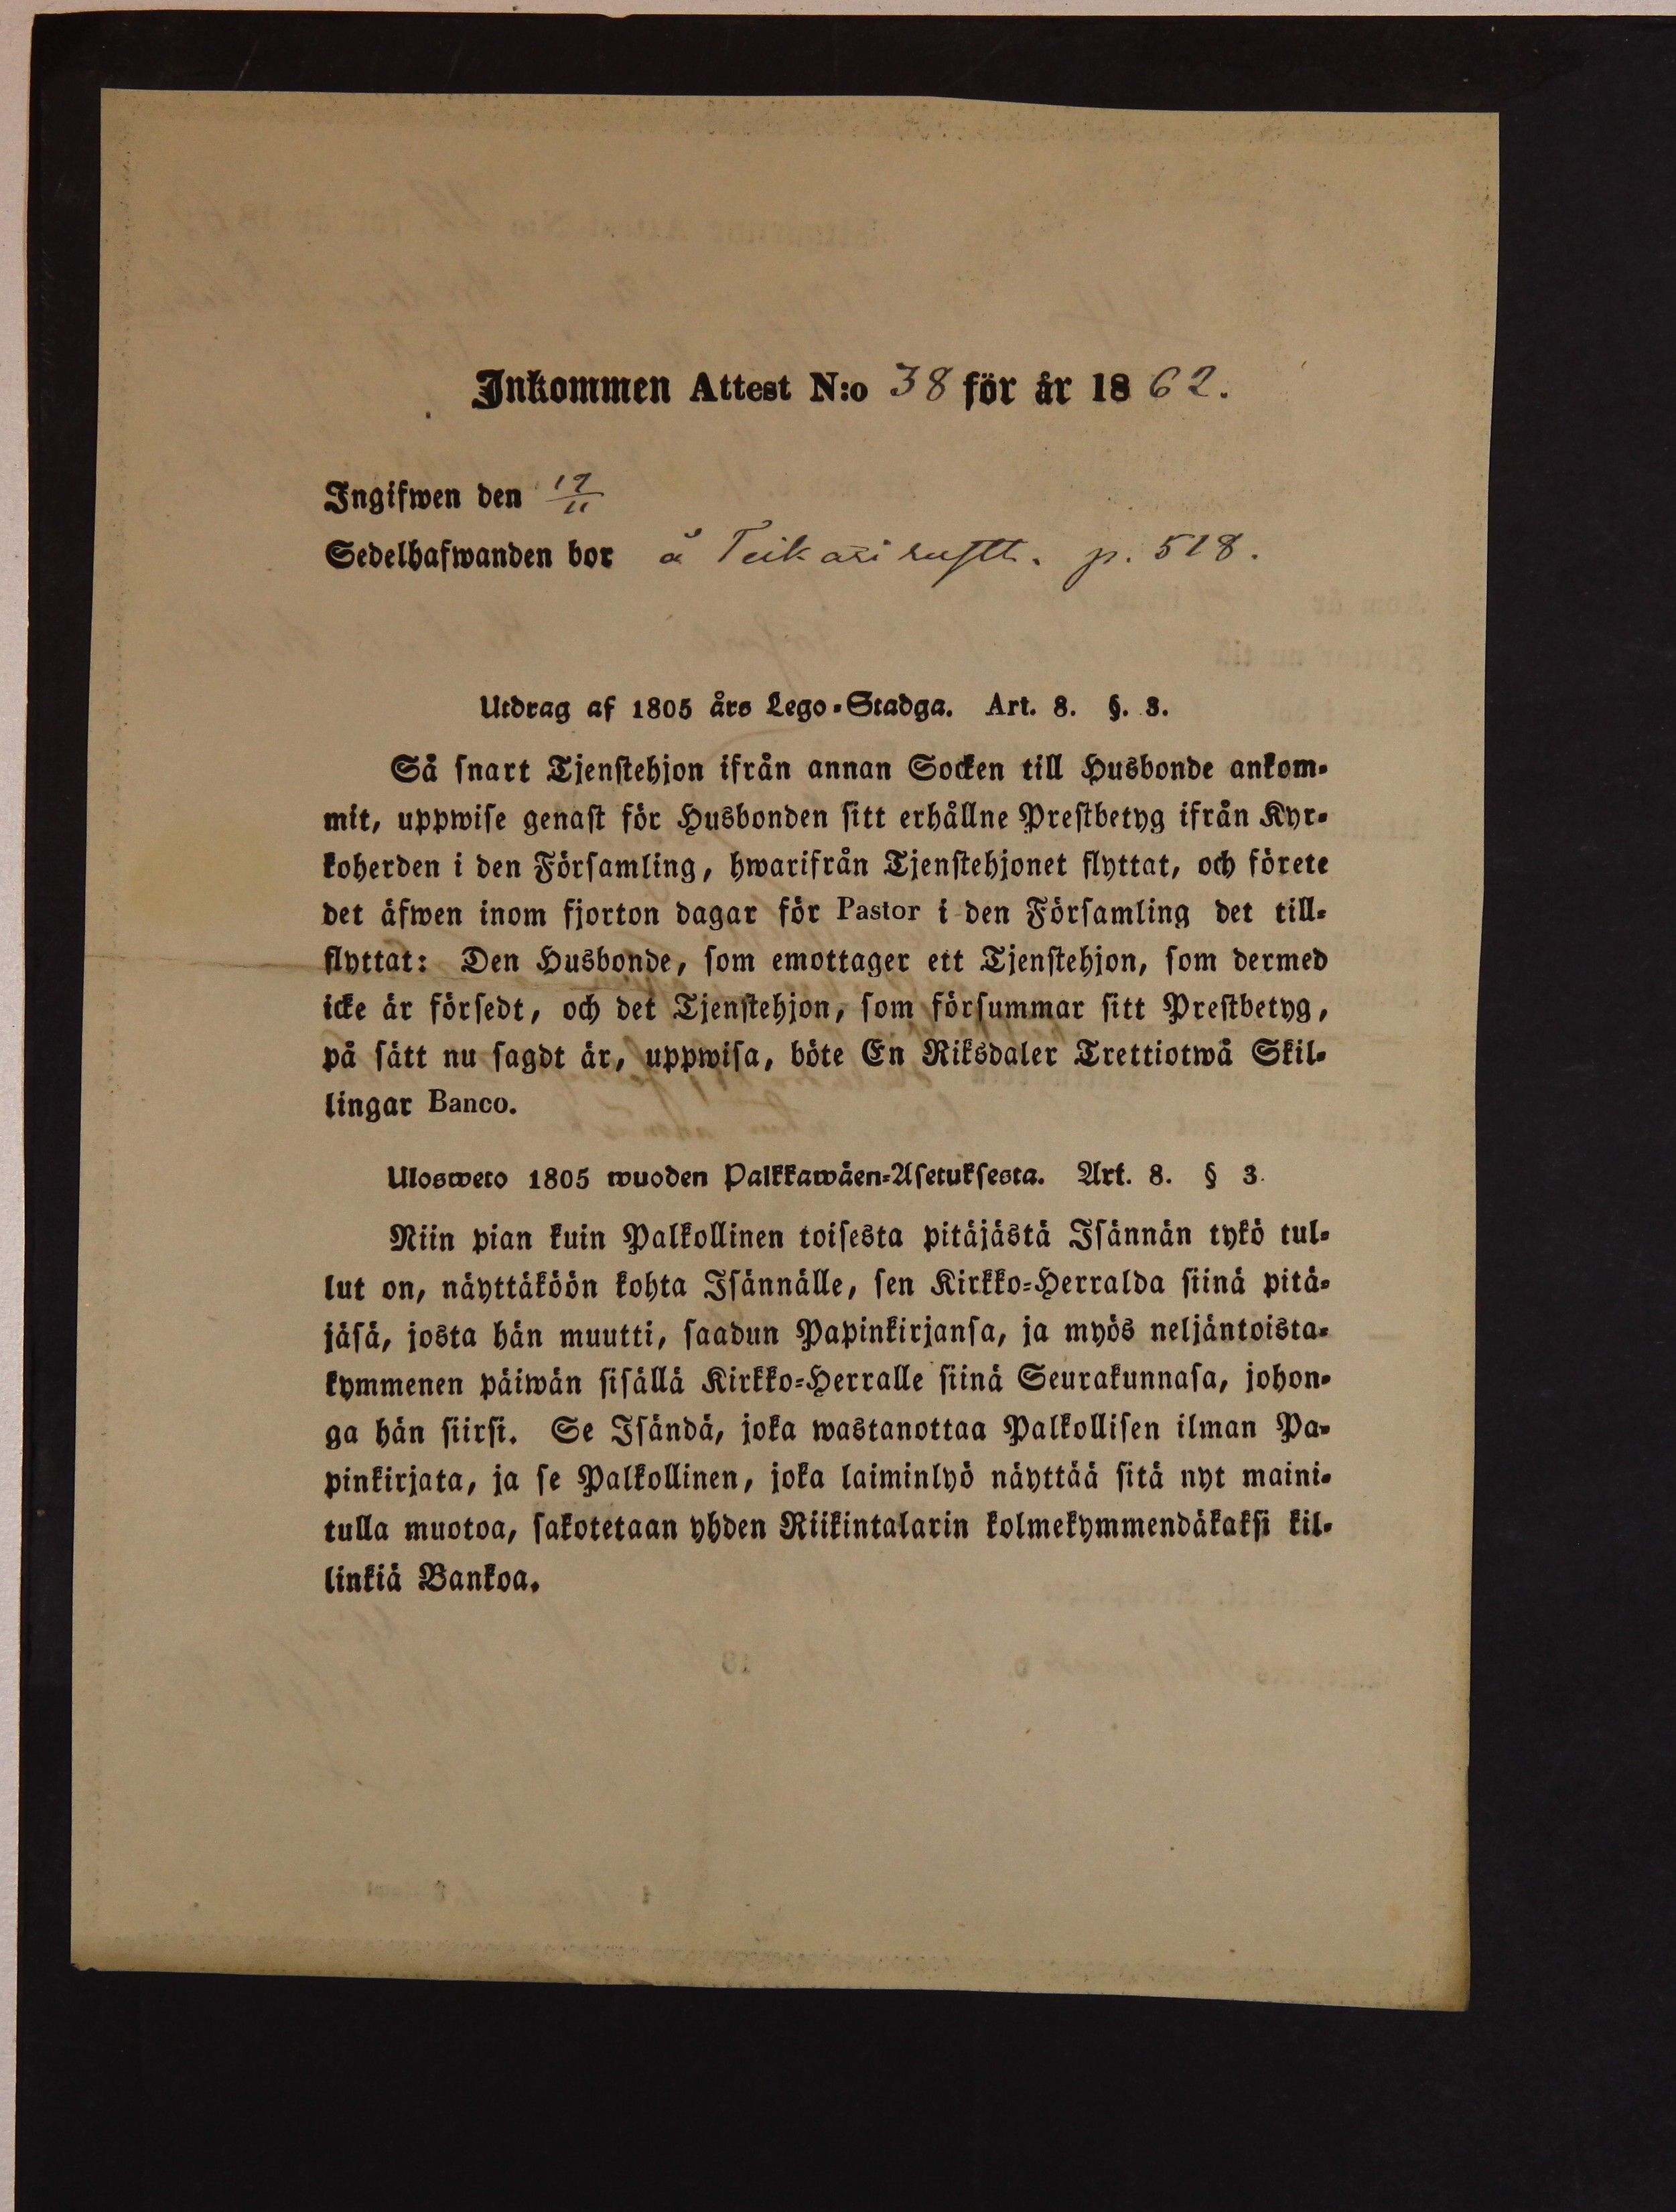 Inkommen Attest N:o 38 för år 1862.
Ingifwen den 17/11
Sedelhafwanden bor å Teikari rustt. p. 518.
Utdrag af 1805 års Lego-Stadga. Art. 8. §. 3.
Så snart Tjenstehjon ifrån annan Socken till Husbonde ankom-
mit, uppwise genast för Husbonden sitt erhållne Prestbetyg ifrån Kyr-
koherden i den Församling, hwarifrån Tjenstehjonet flyttat, och förete
det äfwen inom fjorton dagar för Pastor i den Församling det till-
flyttat: Den Husbonde, som emottager ett Tjenstehjon, som dermed
icke är försedt, och det Tjenstehjon, som försummar sitt Prestbetyg,
på sätt nu sagdt är, uppwisa, böte En Riksdaler Trettiotwå Skil-
lingar Banco.
Ulosweto 1805 wuoden Palkkawäen-Asetuksesta. Art. 8. § 3.
Niin pian kuin Palkollinen toisesta pitäjästä Isännän tykö tul-
lut on, näyttäköön kohta Isännälle, sen Kirkko-Herralda siinä pitä-
jäsä, josta hän muutti, saadun Papinkirjansa, ja myös neljäntoista-
kymmenen päiwän sisällä Kirkko-Herralle siinä Seurakunnasa, johon-
ga hän siirsi. Se Isändä, joka wastanottaa Palkollisen ilman Pa-
pinkirjata, ja se Palkollinen, joka laiminlyö näyttää sitä nyt maini-
tulla muotoa, sakotetaan yhden Riikintalarin kolmekymmendäkaksi kil-
linkiä Bankoa.